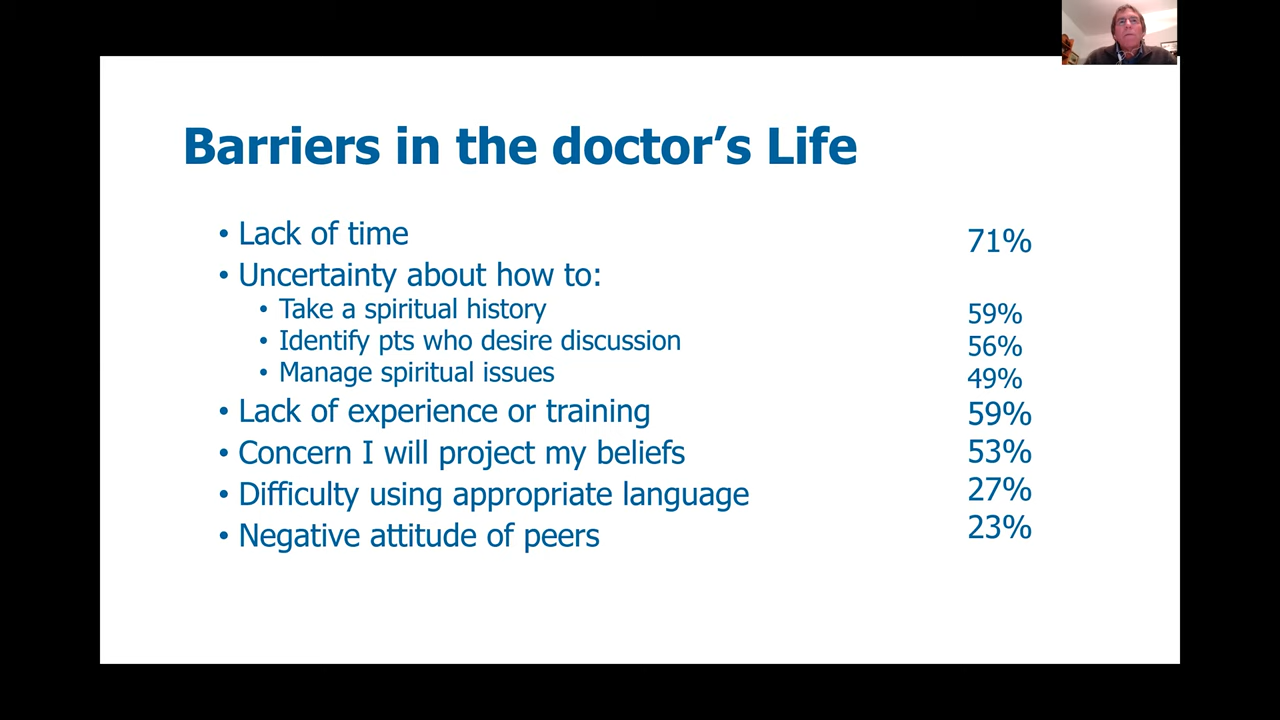 Barriers in the doctor’s Life
• Lack of time 71%
• Uncertainty about how to:
• Take a spiritual history 59%
• Identify pts who desire discussion 56%
• Manage spiritual issues 49%
• Lack of experience or training 59%
• Concern I will project my beliefs 53%
• Difficulty using appropriate language 27%
• Negative attitude of peers 23%